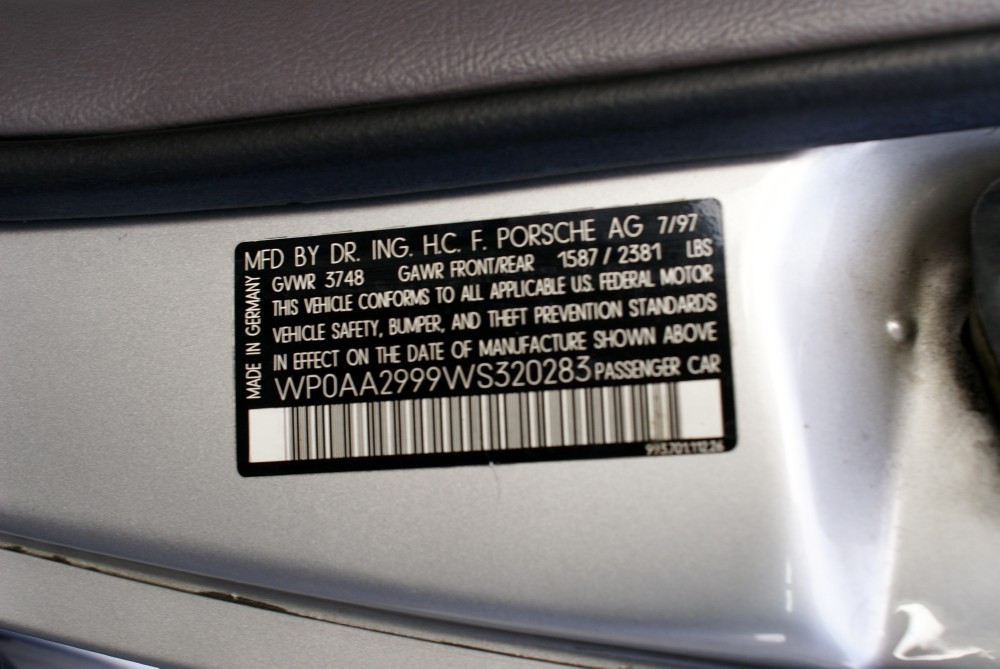 MFD BY DR. ING. H.C. F. PORSCHE AG 7/97
GVWR 3748 GAWR FRONT/REAR 1587 / 2381 LBS
THIS VEHICLE CONFORMS TO ALL APPLICABLE U.S. FEDERAL MOTOR
VEHICLE SAFETY, BUMPER, AND THEFT PREVENTION STANDARDS
IN EFFECT ON THE DATE OF MANUFACTURE SHOWN ABOVE
WP0AA2999WS320283 PASSENGER CAR
MADE IN GERMANY